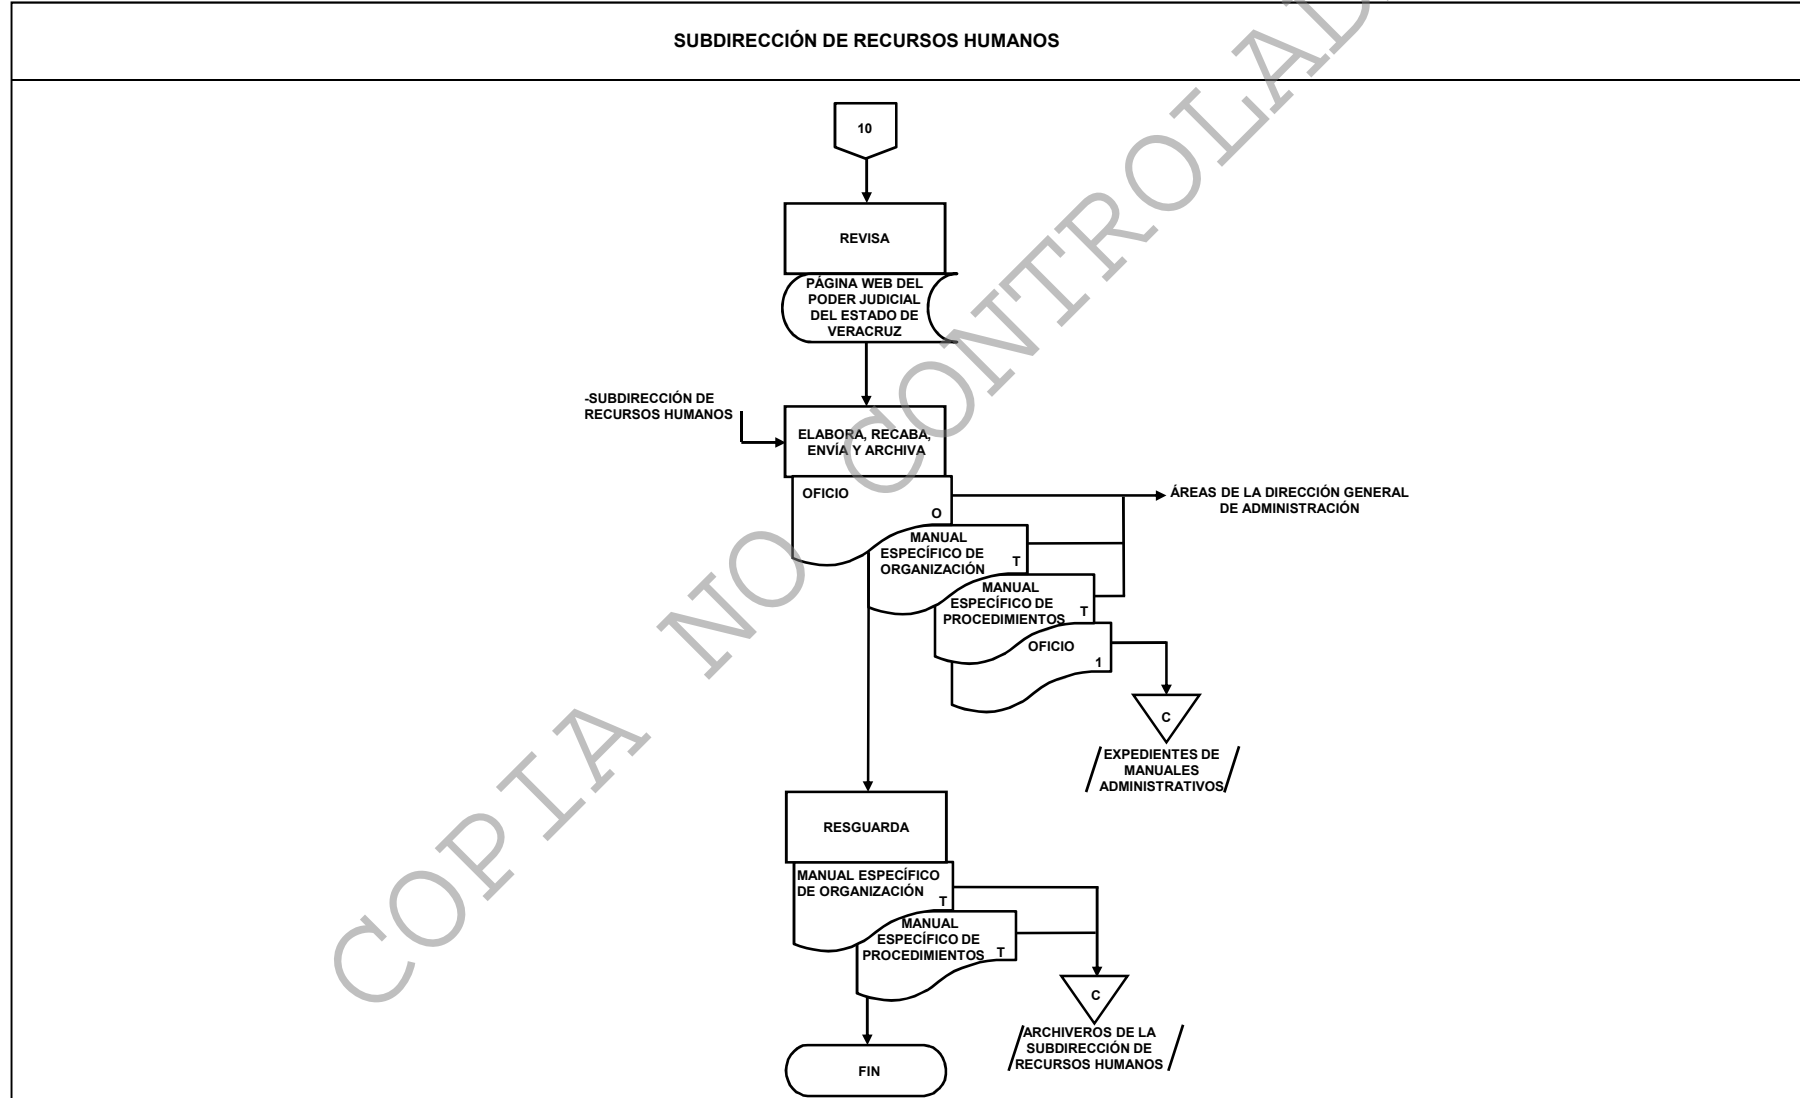 SUBDIRECCIÓN DE RECURSOS HUMANOS
10
REVISA
PÁGINA WEB DEL
PODER JUDICIAL
DEL ESTADO DE
VERACRUZ
-SUBDIRECCIÓN DE
RECURSOS HUMANOS
ELABORA, RECABA,
ENVÍA Y ARCHIVA
OFICIO
O
ÁREAS DE LA DIRECCIÓN GENERAL
DE ADMINISTRACIÓN
MANUAL
ESPECÍFICO DE
ORGANIZACIÓN
T
MANUAL
ESPECÍFICO DE
PROCEDIMIENTOS
T
OFICIO
1
C
EXPEDIENTES DE
MANUALES
ADMINISTRATIVOS
RESGUARDA
MANUAL ESPECÍFICO
DE ORGANIZACIÓN
T
MANUAL
ESPECÍFICO DE
PROCEDIMIENTOS
T
C
ARCHIVEROS DE LA
SUBDIRECCIÓN DE
RECURSOS HUMANOS
FIN
COPIA NO CONTROLAD